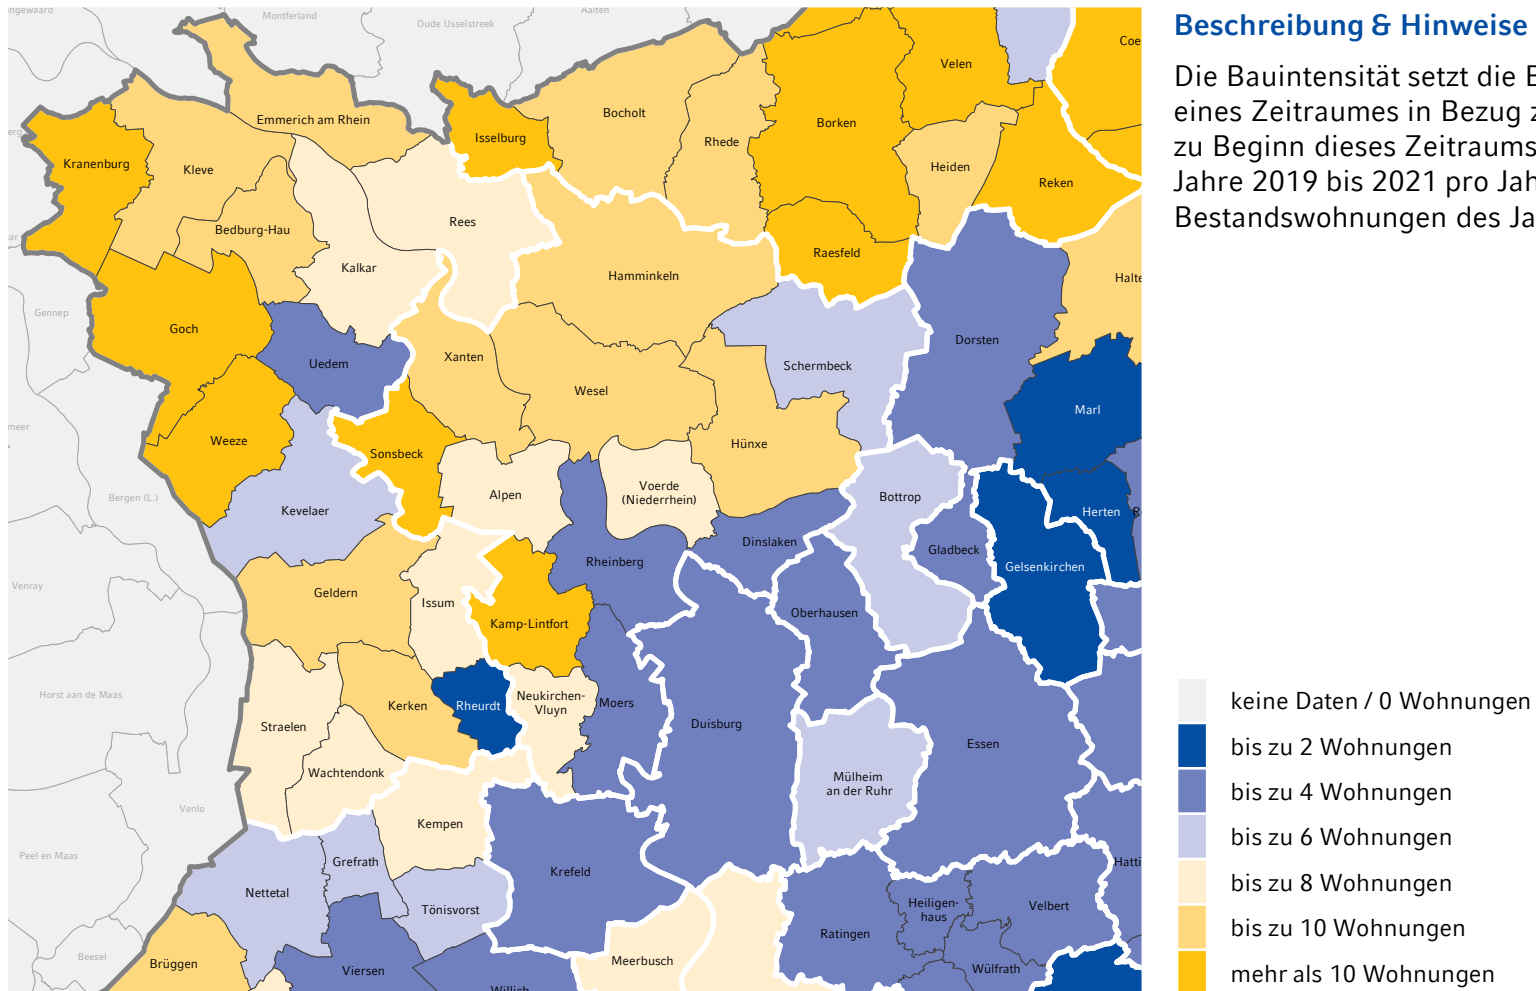 Beschreibung & Hinweise
Die Bauintensität setzt die
eines Zeitraumes in Bezug
zu Beginn dieses Zeitraums
Jahre 2019 bis 2021 pro Jah
Bestandswohnungen des Ja
ngewaard
Montferland
Oude IJsselstreek
Aalten
Coe
Velen
Bocholt
Emmerich am Rhein
Isselburg
Rhede
Borken
Heiden
Reken
Kranenburg
Kleve
Rees
Bedburg-Hau
Kalkar
Hamminkeln
Raesfeld
Halte
Gennep
Goch
Uedem
Xanten
Wesel
Schermbeck
Dorsten
Marl
meer
Weeze
Sonsbeck
Hünxe
Bergen (L.)
Kevelaer
Alpen
Voerde
(Niederrhein)
Bottrop
Herten
Dinslaken
Gladbeck
Gelsenkirchen
Rheinberg
Venray
Geldern
Issum
Kamp-Lintfort
Oberhausen
Horst aan de Maas
Straelen
Kerken
Rheurdt
Neukirchen-
Vluyn
Moers
Duisburg
Essen
Wachtendonk
Mülheim
an der Ruhr
Venlo
Kempen
Peel en Maas
Grefrath
Krefeld
Hatti
Nettetal
Tönisvorst
Heiligen-
haus
Velbert
Ratingen
Beesel
Brüggen
Viersen
Meerbusch
Wülfrath
Willich
keine Daten / 0 Wohnungen
bis zu 2 Wohnungen
bis zu 4 Wohnungen
bis zu 6 Wohnungen
bis zu 8 Wohnungen
bis zu 10 Wohnungen
mehr als 10 Wohnungen